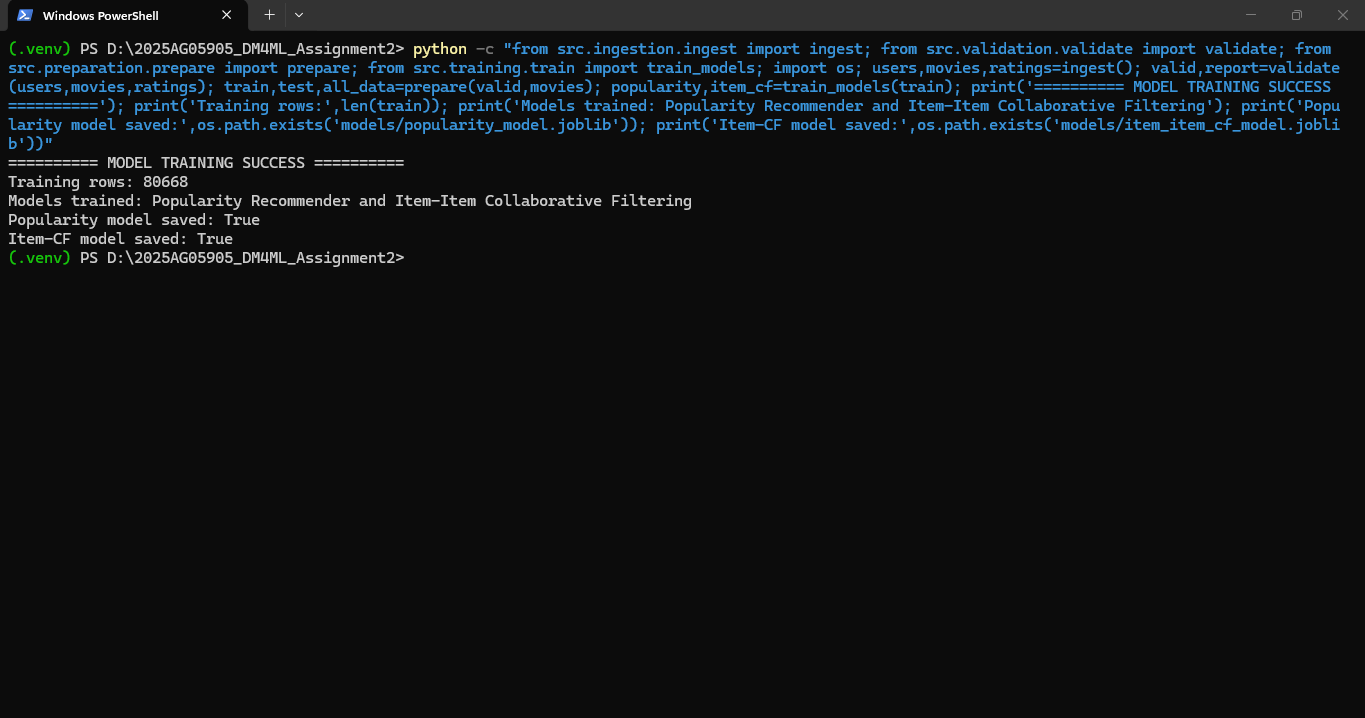 Windows PowerShell
(.venv) PS D:\2025AG05905_DM4ML_Assignment2> python -c "from src.ingestion.ingest import ingest; from src.validation.validate import validate; from
src.preparation.prepare import prepare; from src.training.train import train_models; import os; users,movies,ratings=ingest(); valid,report=validate
(users,movies,ratings); train,test,all_data=prepare(valid,movies); popularity,item_cf=train_models(train); print('========== MODEL TRAINING SUCCESS
=========='); print('Training rows:',len(train)); print('Models trained: Popularity Recommender and Item-Item Collaborative Filtering'); print('Popu
larity model saved:',os.path.exists('models/popularity_model.joblib')); print('Item-CF model saved:',os.path.exists('models/item_item_cf_model.jobli
b'))"
========== MODEL TRAINING SUCCESS ==========
Training rows: 80668
Models trained: Popularity Recommender and Item-Item Collaborative Filtering
Popularity model saved: True
Item-CF model saved: True
(.venv) PS D:\2025AG05905_DM4ML_Assignment2>